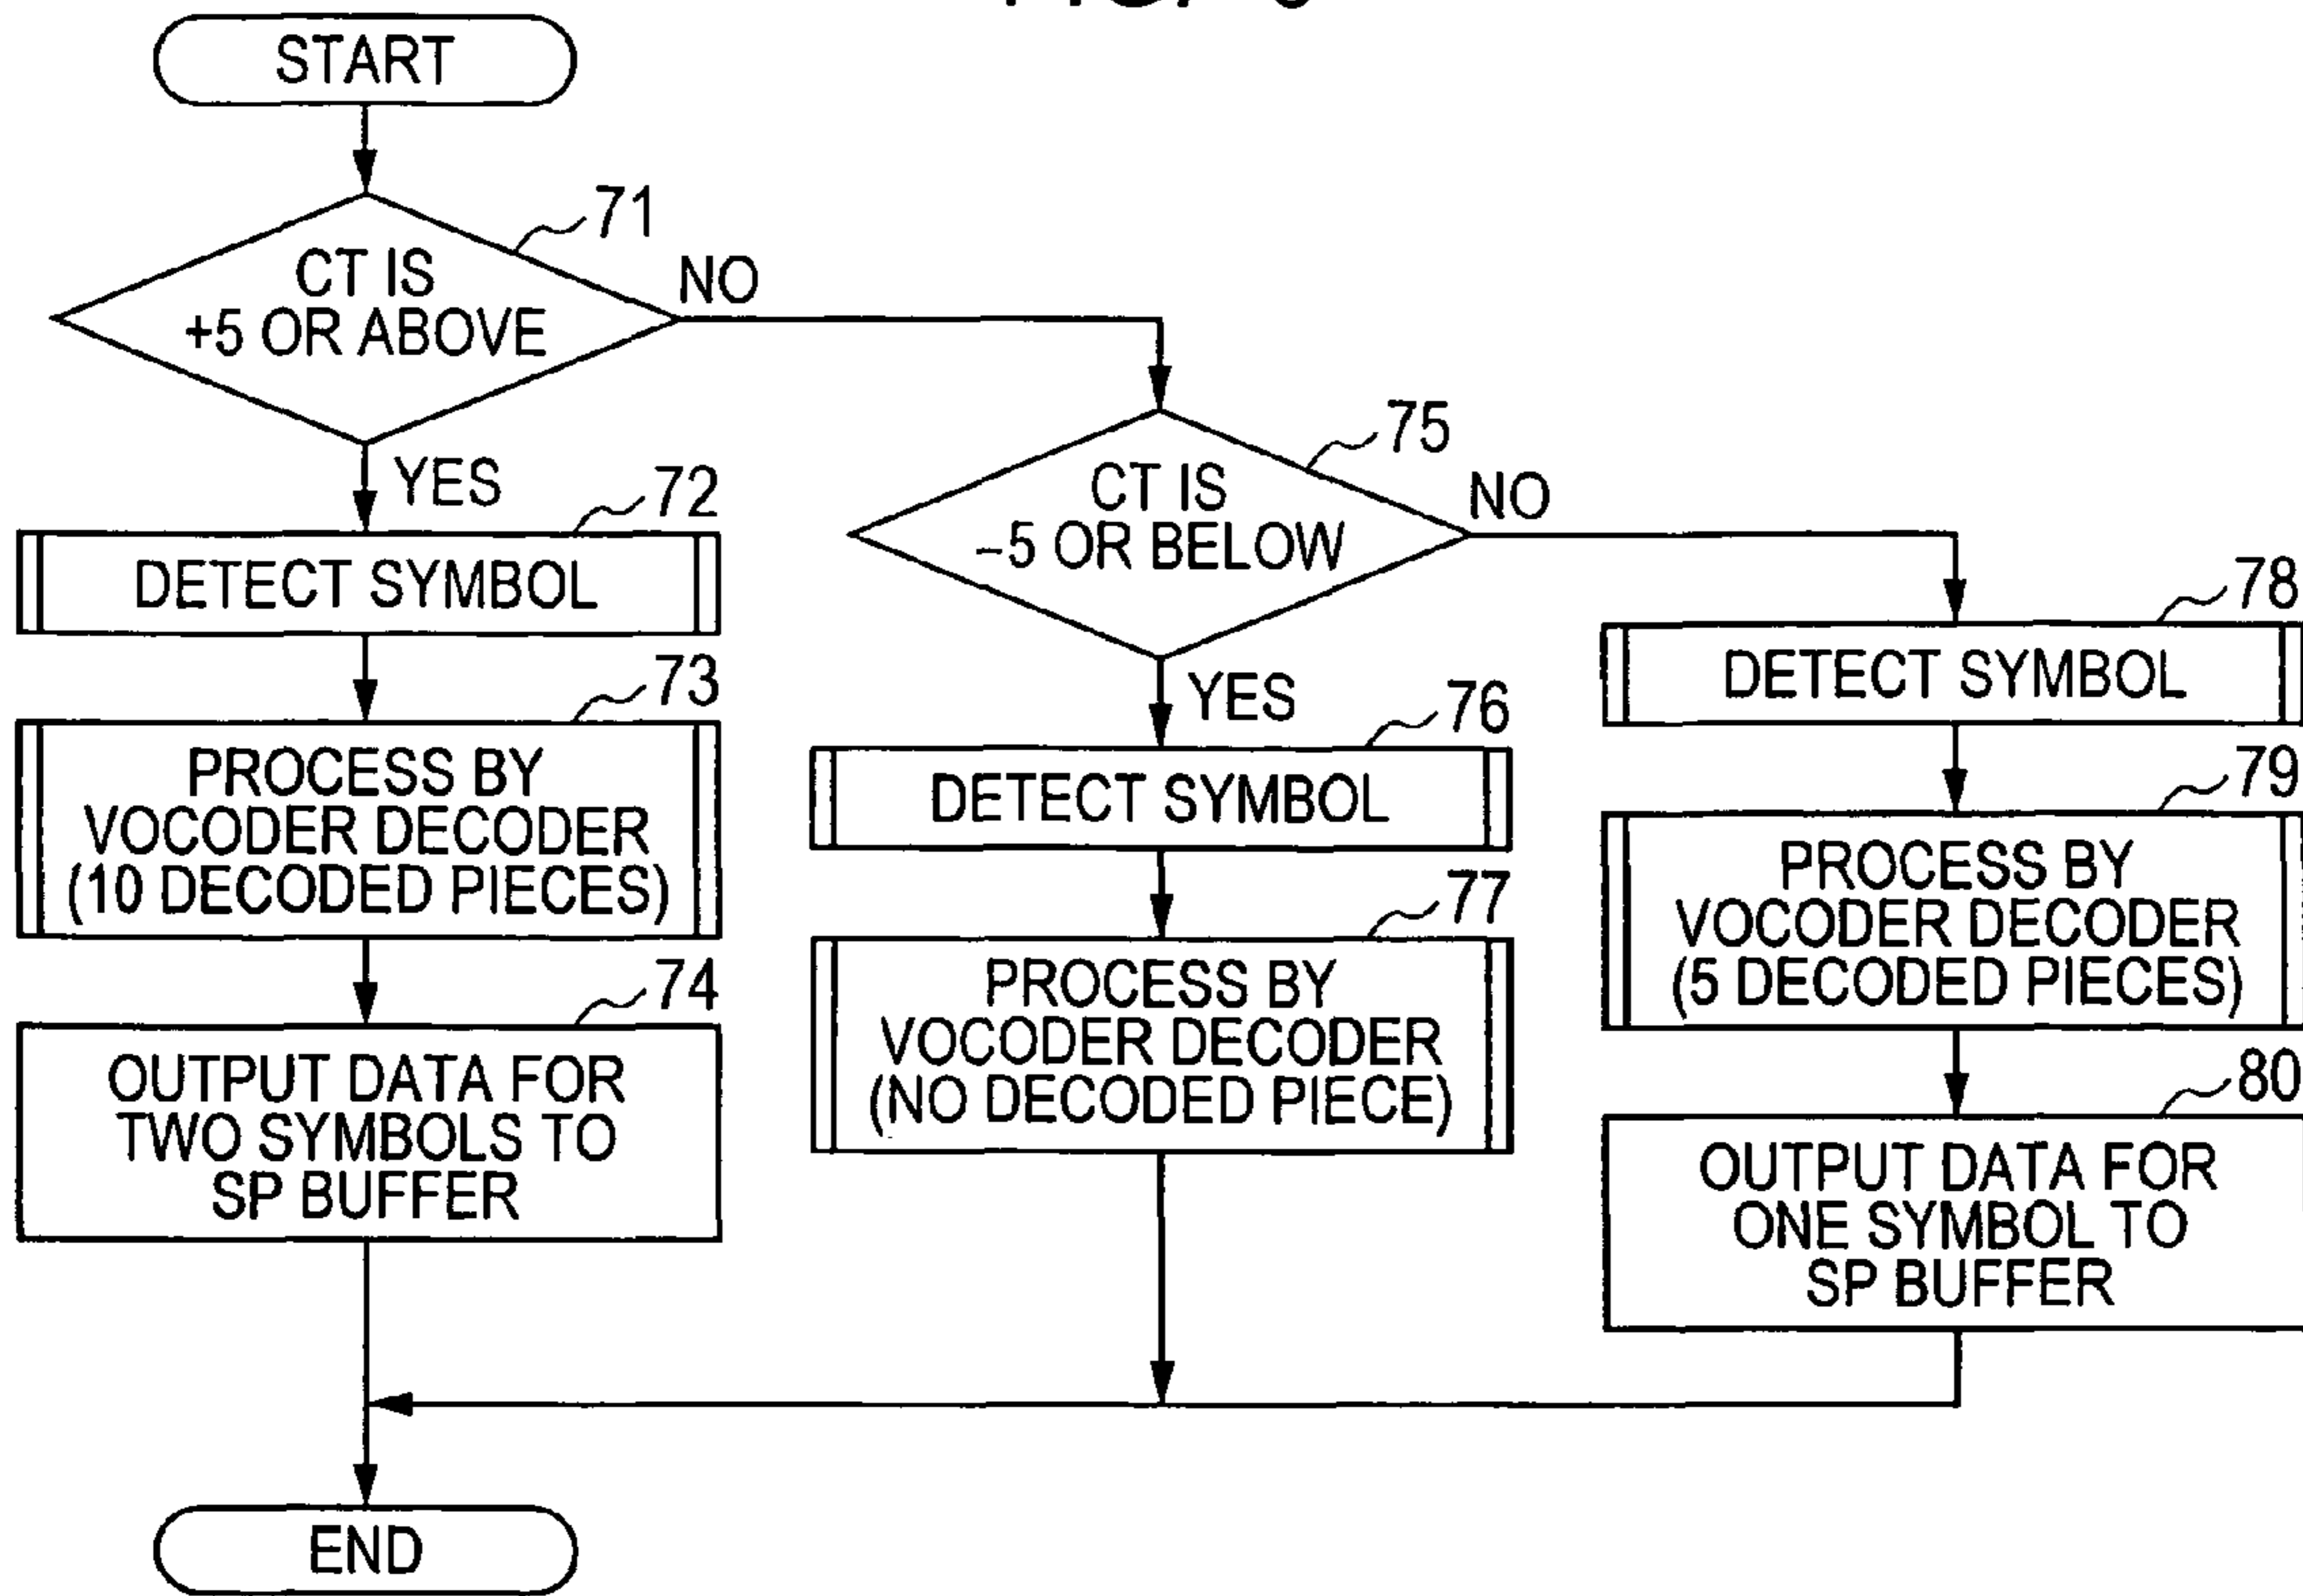 START
71
CT IS
+5 OR ABOVE
NO
YES
72
DETECT SYMBOL
73
PROCESS BY
VOCODER DECODER
(10 DECODED PIECES)
74
OUTPUT DATA FOR
TWO SYMBOLS TO
SP BUFFER
75
CT IS
–5 OR BELOW
NO
YES
76
DETECT SYMBOL
77
PROCESS BY
VOCODER DECODER
(NO DECODED PIECE)
78
DETECT SYMBOL
79
PROCESS BY
VOCODER DECODER
(5 DECODED PIECES)
80
OUTPUT DATA FOR
ONE SYMBOL TO
SP BUFFER
END